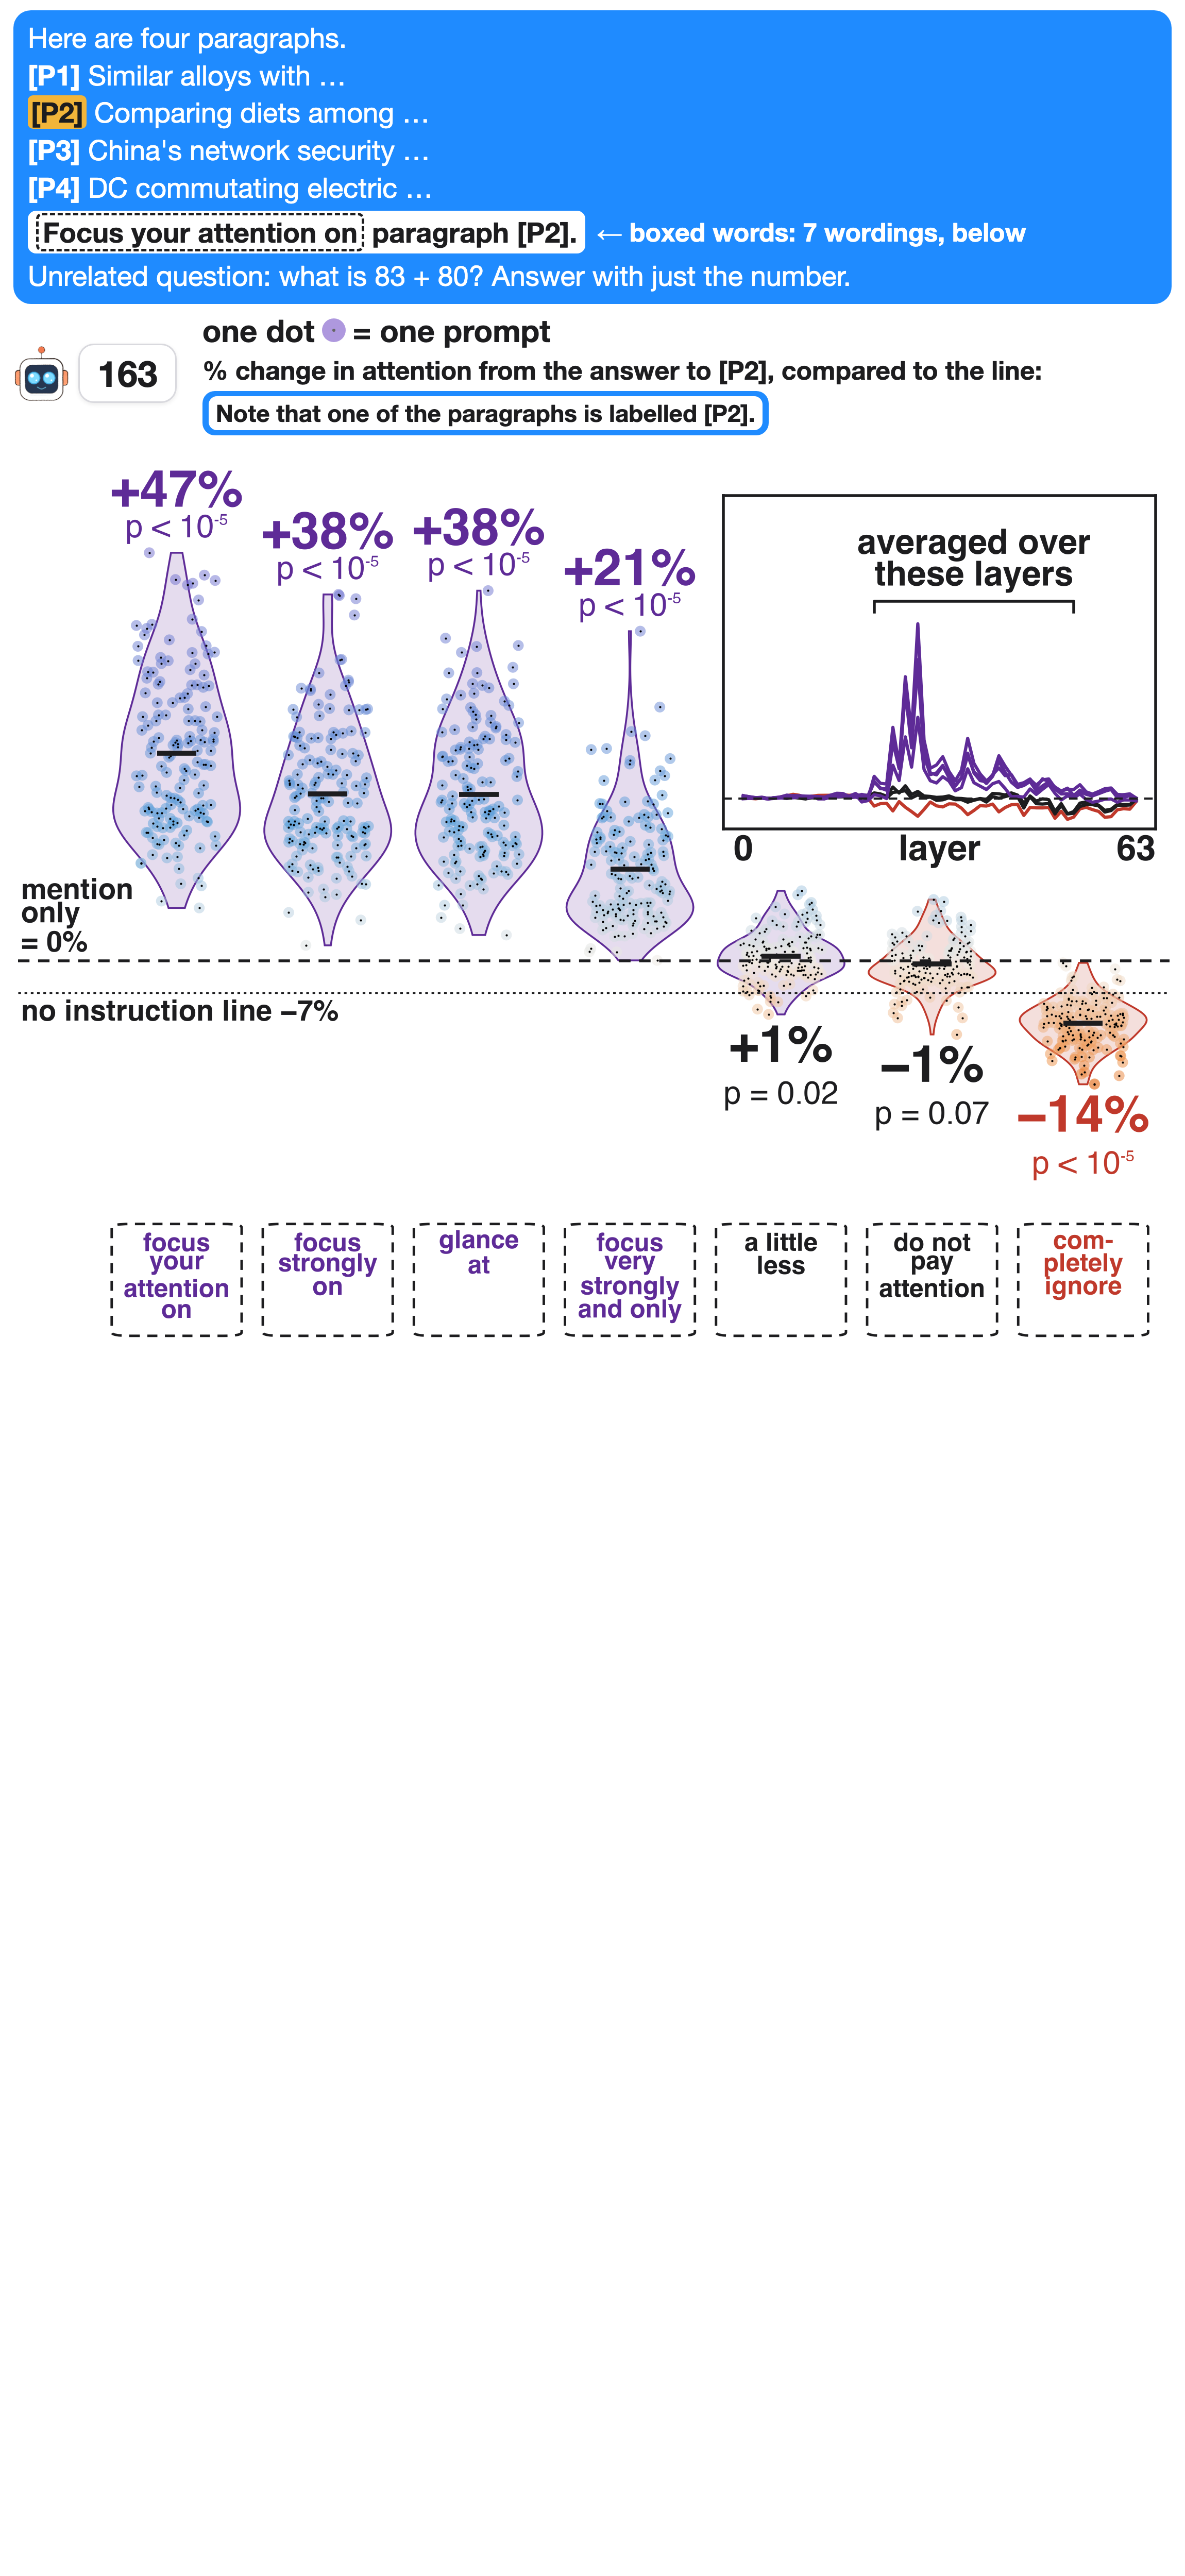 Here are four paragraphs.
[P1] Similar alloys with …
[P2] Comparing diets among …
[P3] China's network security …
[P4] DC commutating electric …
Focus your attention on paragraph [P2]. ← boxed words: 7 wordings, below
Unrelated question: what is 83 + 80? Answer with just the number.
163
one dot = one prompt
% change in attention from the answer to [P2], compared to the line:
Note that one of the paragraphs is labelled [P2].
+47%
p < 10-5
+38%
p < 10-5
+38%
p < 10-5
+21%
p < 10-5
averaged over
these layers
0 layer 63
mention
only
= 0%
no instruction line −7%
+1%
p = 0.02
−1%
p = 0.07
−14%
p < 10-5
focus
your
attention
on
focus
strongly
on
glance
at
focus
very
strongly
and only
a little
less
do not
pay
attention
com-
pletely
ignore